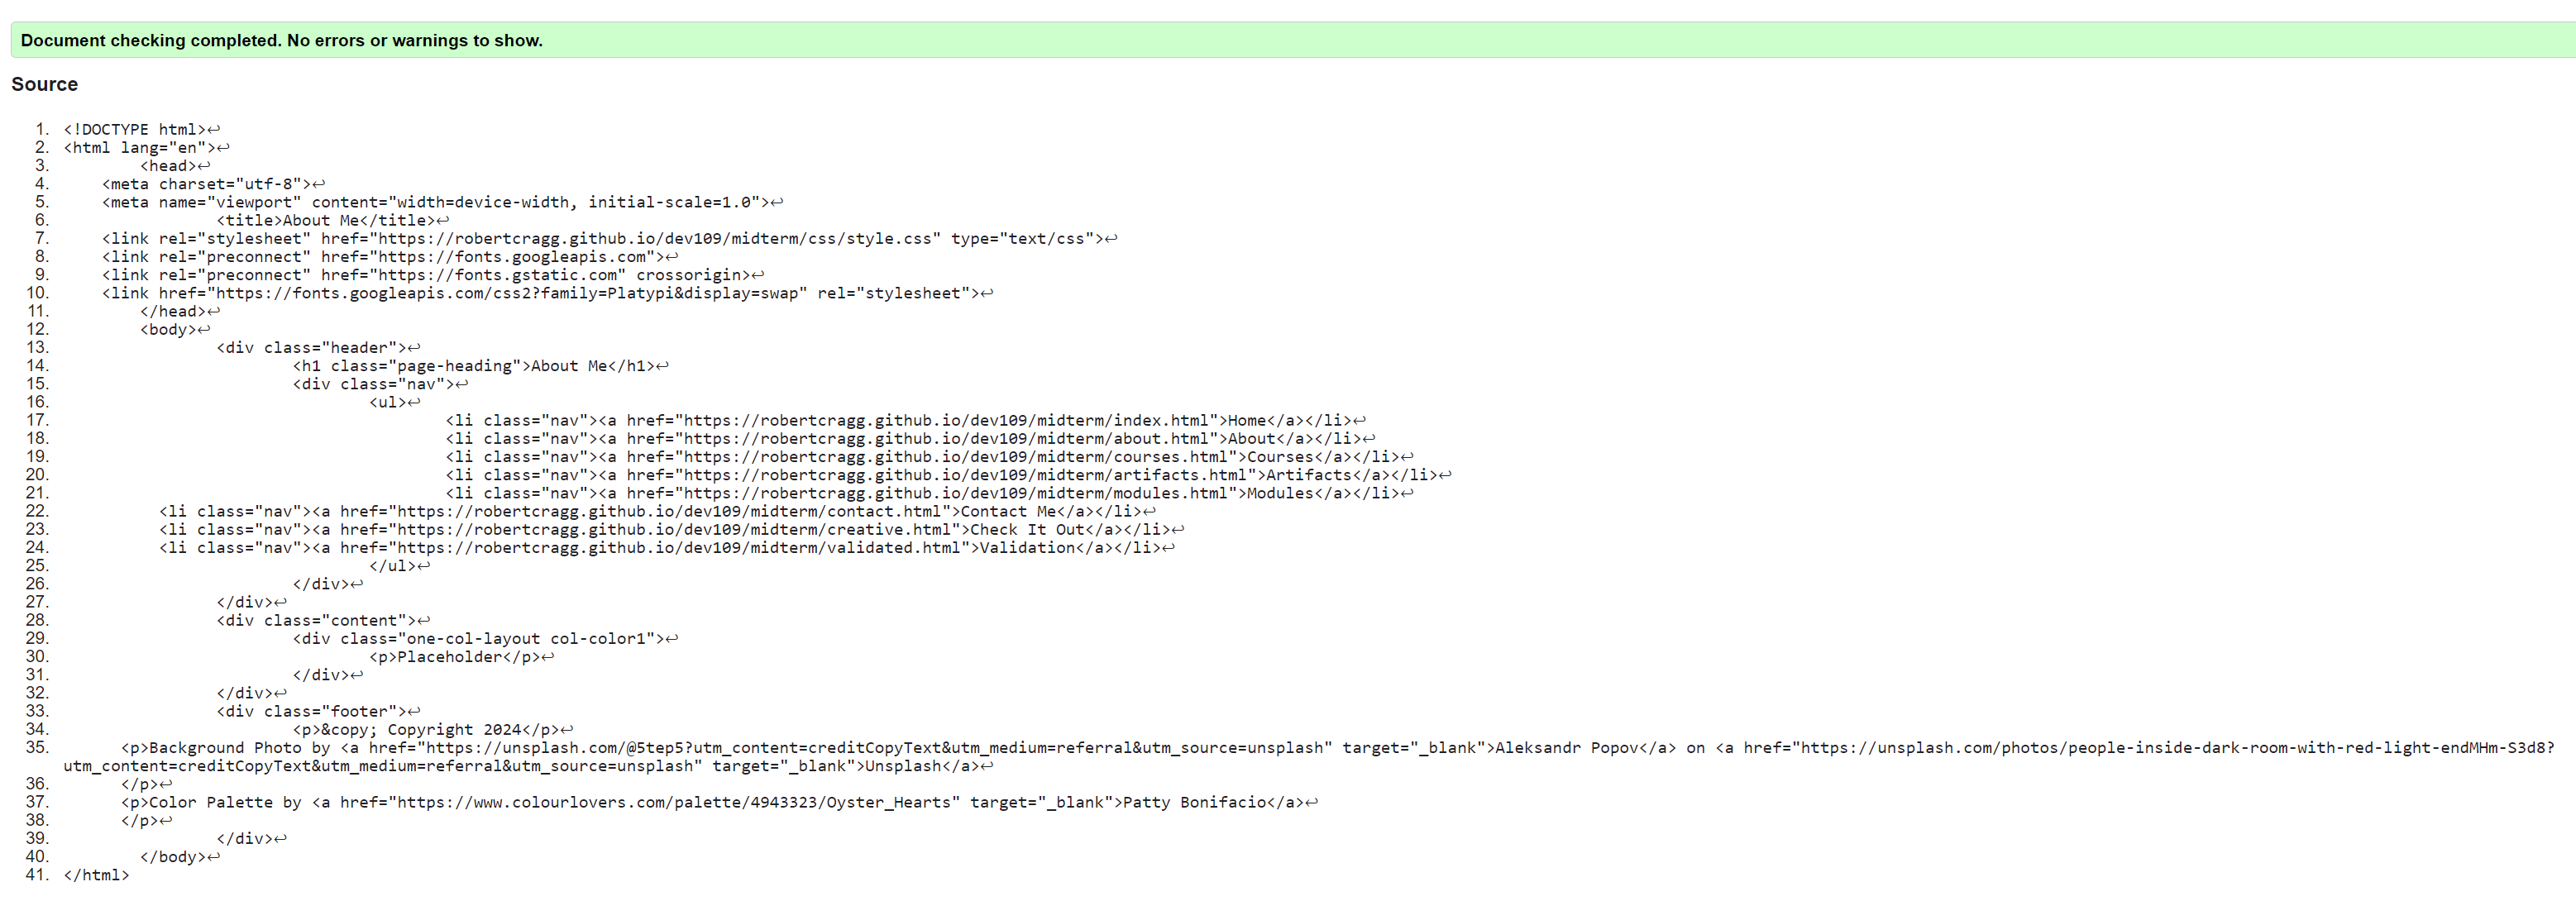 Document checking completed. No errors or warnings to show.
Source
1. <!DOCTYPE html>↩
2. <html lang="en">↩
3. <head>↩
4. <meta charset="utf-8">↩
5. <meta name="viewport" content="width=device-width, initial-scale=1.0">↩
6. <title>About Me</title>↩
7. <link rel="stylesheet" href="https://robertcragg.github.io/dev109/midterm/css/style.css" type="text/css">↩
8. <link rel="preconnect" href="https://fonts.googleapis.com">↩
9. <link rel="preconnect" href="https://fonts.gstatic.com" crossorigin>↩
10. <link href="https://fonts.googleapis.com/css2?family=Platypi&display=swap" rel="stylesheet">↩
11. </head>↩
12. <body>↩
13. <div class="header">↩
14. <h1 class="page-heading">About Me</h1>↩
15. <div class="nav">↩
16. <ul>↩
17. <li class="nav"><a href="https://robertcragg.github.io/dev109/midterm/index.html">Home</a></li>↩
18. <li class="nav"><a href="https://robertcragg.github.io/dev109/midterm/about.html">About</a></li>↩
19. <li class="nav"><a href="https://robertcragg.github.io/dev109/midterm/courses.html">Courses</a></li>↩
20. <li class="nav"><a href="https://robertcragg.github.io/dev109/midterm/artifacts.html">Artifacts</a></li>↩
21. <li class="nav"><a href="https://robertcragg.github.io/dev109/midterm/modules.html">Modules</a></li>↩
22. <li class="nav"><a href="https://robertcragg.github.io/dev109/midterm/contact.html">Contact Me</a></li>↩
23. <li class="nav"><a href="https://robertcragg.github.io/dev109/midterm/creative.html">Check It Out</a></li>↩
24. <li class="nav"><a href="https://robertcragg.github.io/dev109/midterm/validated.html">Validation</a></li>↩
25. </ul>↩
26. </div>↩
27. </div>↩
28. <div class="content">↩
29. <div class="one-col-layout col-color1">↩
30. <p>Placeholder</p>↩
31. </div>↩
32. </div>↩
33. <div class="footer">↩
34. <p>&copy; Copyright 2024</p>↩
35. <p>Background Photo by <a href="https://unsplash.com/@5tep5?utm_content=creditCopyText&utm_medium=referral&utm_source=unsplash" target="_blank">Aleksandr Popov</a> on <a href="https://unsplash.com/photos/people-inside-dark-room-with-red-light-endMHm-S3d8?
utm_content=creditCopyText&utm_medium=referral&utm_source=unsplash" target="_blank">Unsplash</a>↩
36. </p>↩
37. <p>Color Palette by <a href="https://www.colourlovers.com/palette/4943323/Oyster_Hearts" target="_blank">Patty Bonifacio</a>↩
38. </p>↩
39. </div>↩
40. </body>↩
41. </html>